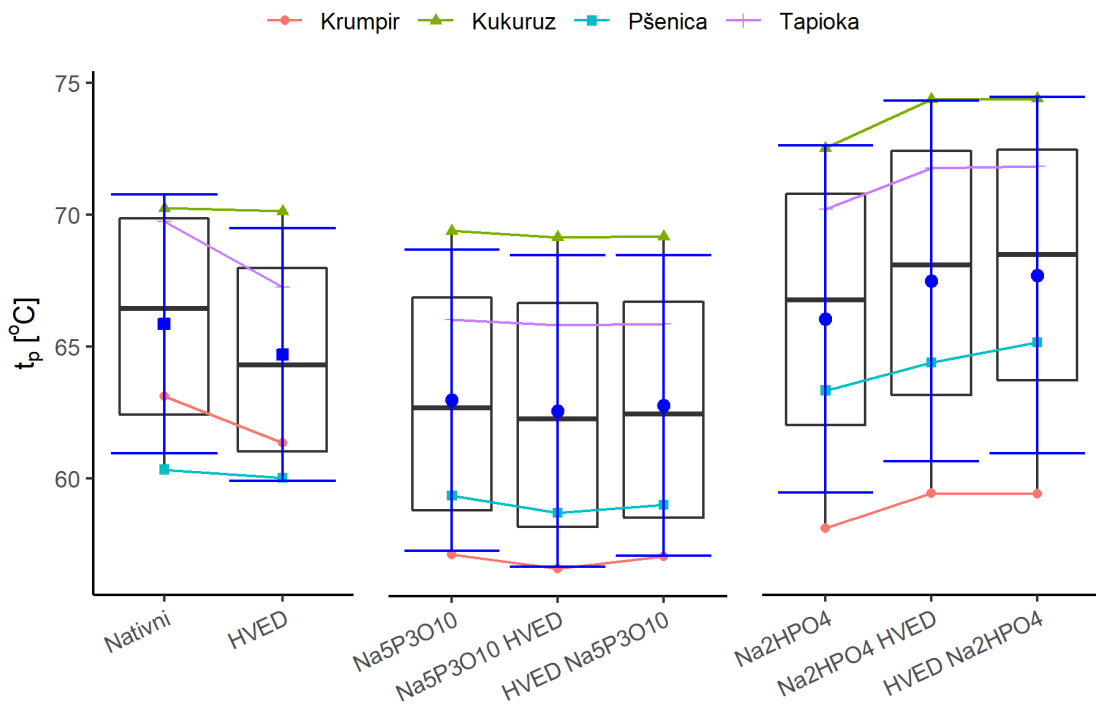 Krumpir Kukuruz Pšenica Tapioka
75
70
65
60
tp [oC]
Nativni
HVED
Na5P3O10
Na5P3O10 HVED
HVED Na5P3O10
Na2HPO4
Na2HPO4 HVED
HVED Na2HPO4